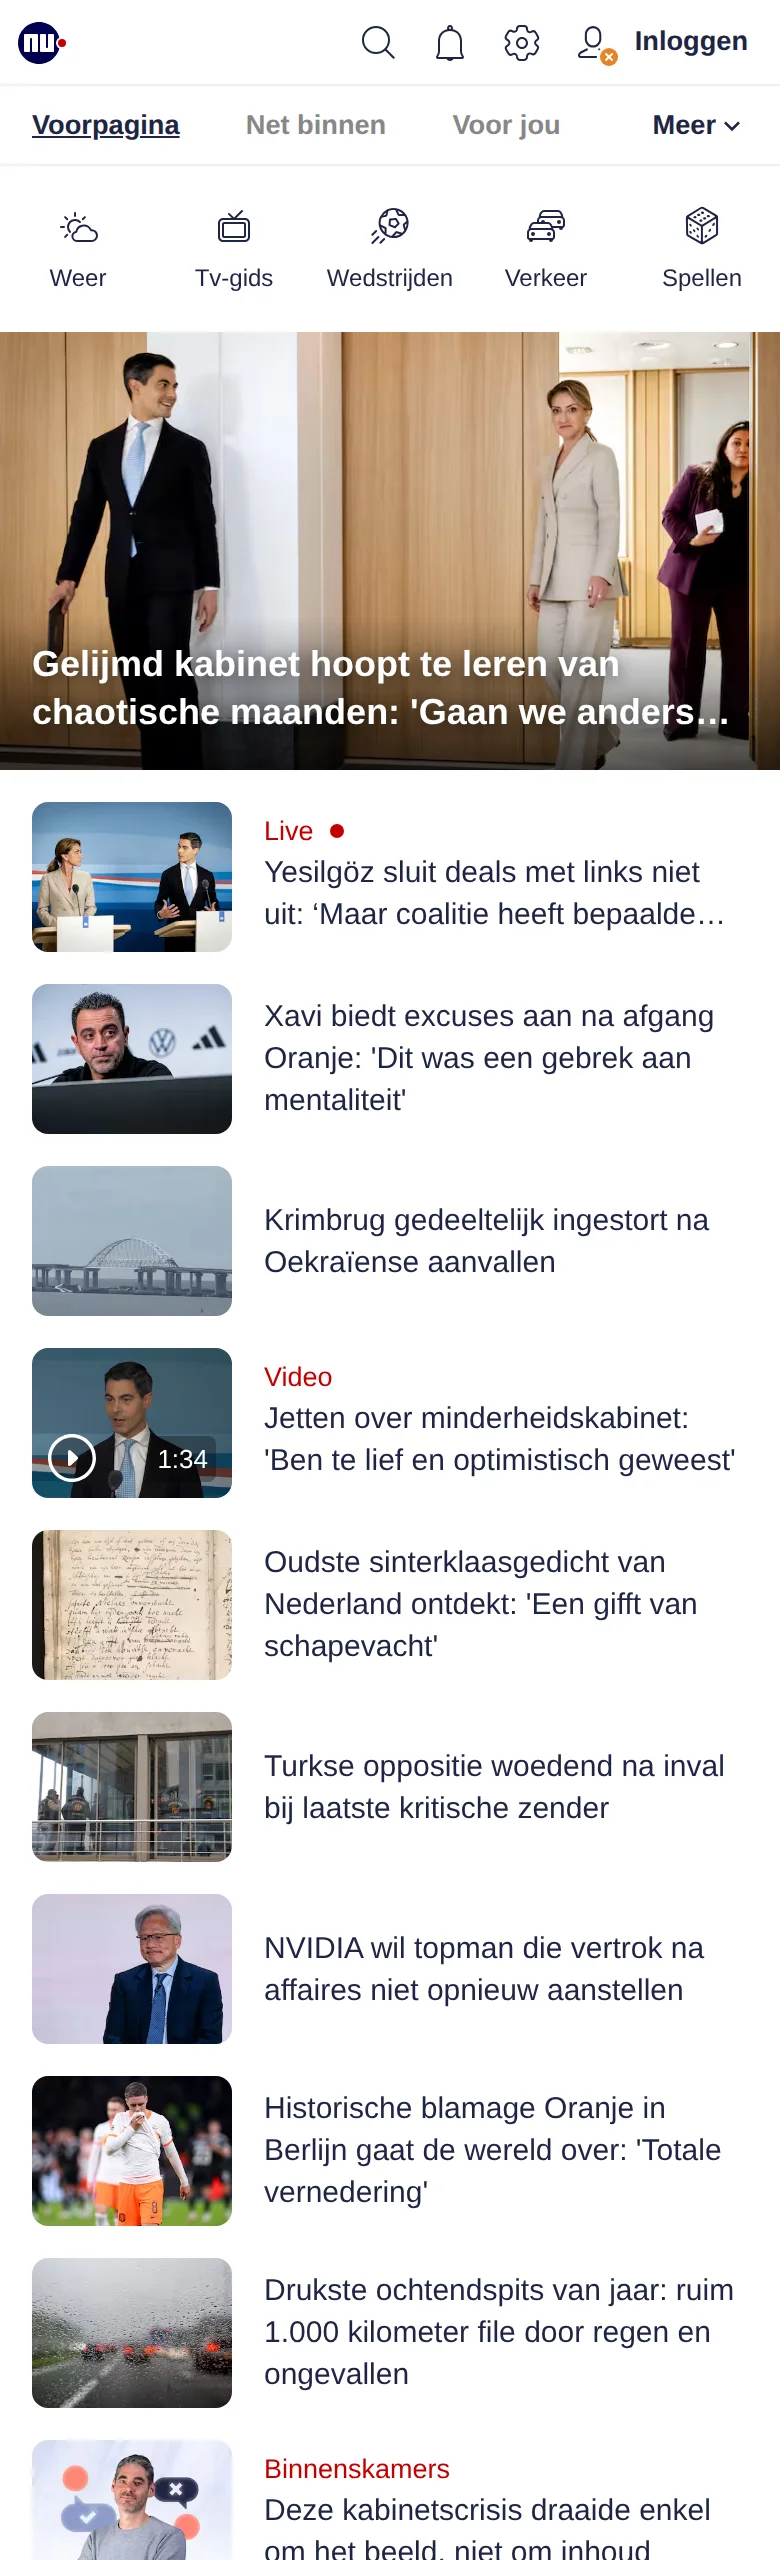 nu
Inloggen
Voorpagina
Net binnen
Voor jou
Meer
Weer
Tv-gids
Wedstrijden
Verkeer
Spellen
Gelijmd kabinet hoopt te leren van
chaotische maanden: 'Gaan we anders…
Live
Yesilgöz sluit deals met links niet
uit: ‘Maar coalitie heeft bepaalde…
Xavi biedt excuses aan na afgang
Oranje: 'Dit was een gebrek aan
mentaliteit'
Krimbrug gedeeltelijk ingestort na
Oekraïense aanvallen
1:34
Video
Jetten over minderheidskabinet:
'Ben te lief en optimistisch geweest'
Oudste sinterklaasgedicht van
Nederland ontdekt: 'Een gifft van
schapevacht'
Turkse oppositie woedend na inval
bij laatste kritische zender
NVIDIA wil topman die vertrok na
affaires niet opnieuw aanstellen
Historische blamage Oranje in
Berlijn gaat de wereld over: 'Totale
vernedering'
Drukste ochtendspits van jaar: ruim
1.000 kilometer file door regen en
ongevallen
Binnenskamers
Deze kabinetscrisis draaide enkel
om het beeld, niet om inhoud